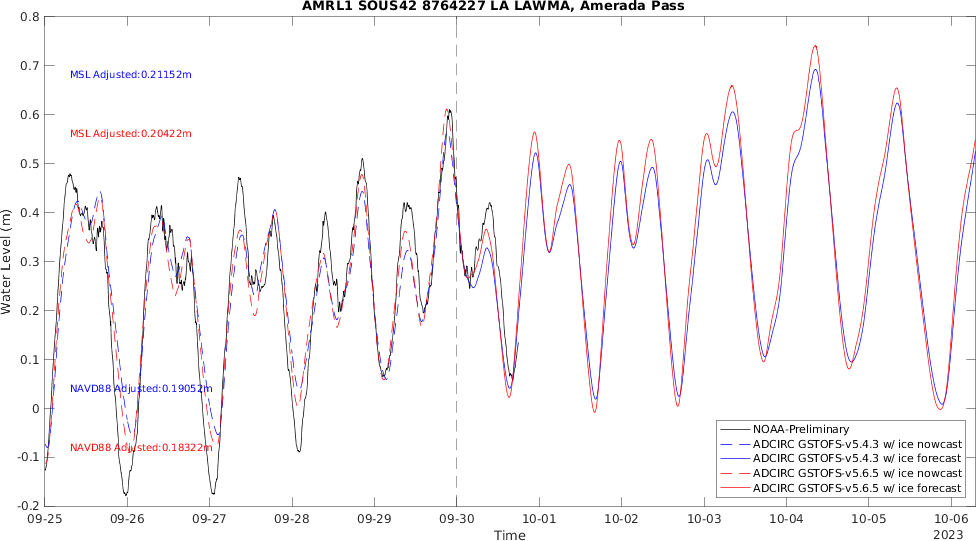 AMRL1 SOUS42 8764227 LA LAWMA, Amerada Pass
0.8
0.7
0.6
0.5
0.4
0.3
0.2
0.1
0
-0.1
-0.2
Water Level (m)
MSL Adjusted:0.21152m
MSL Adjusted:0.20422m
NAVD88 Adjusted:0.19052m
NAVD88 Adjusted:0.18322m
NOAA-Preliminary
ADCIRC GSTOFS-v5.4.3 w/ ice nowcast
ADCIRC GSTOFS-v5.4.3 w/ ice forecast
ADCIRC GSTOFS-v5.6.5 w/ ice nowcast
ADCIRC GSTOFS-v5.6.5 w/ ice forecast
09-25 09-26 09-27 09-28 09-29 09-30 10-01 10-02 10-03 10-04 10-05 10-06
Time
2023